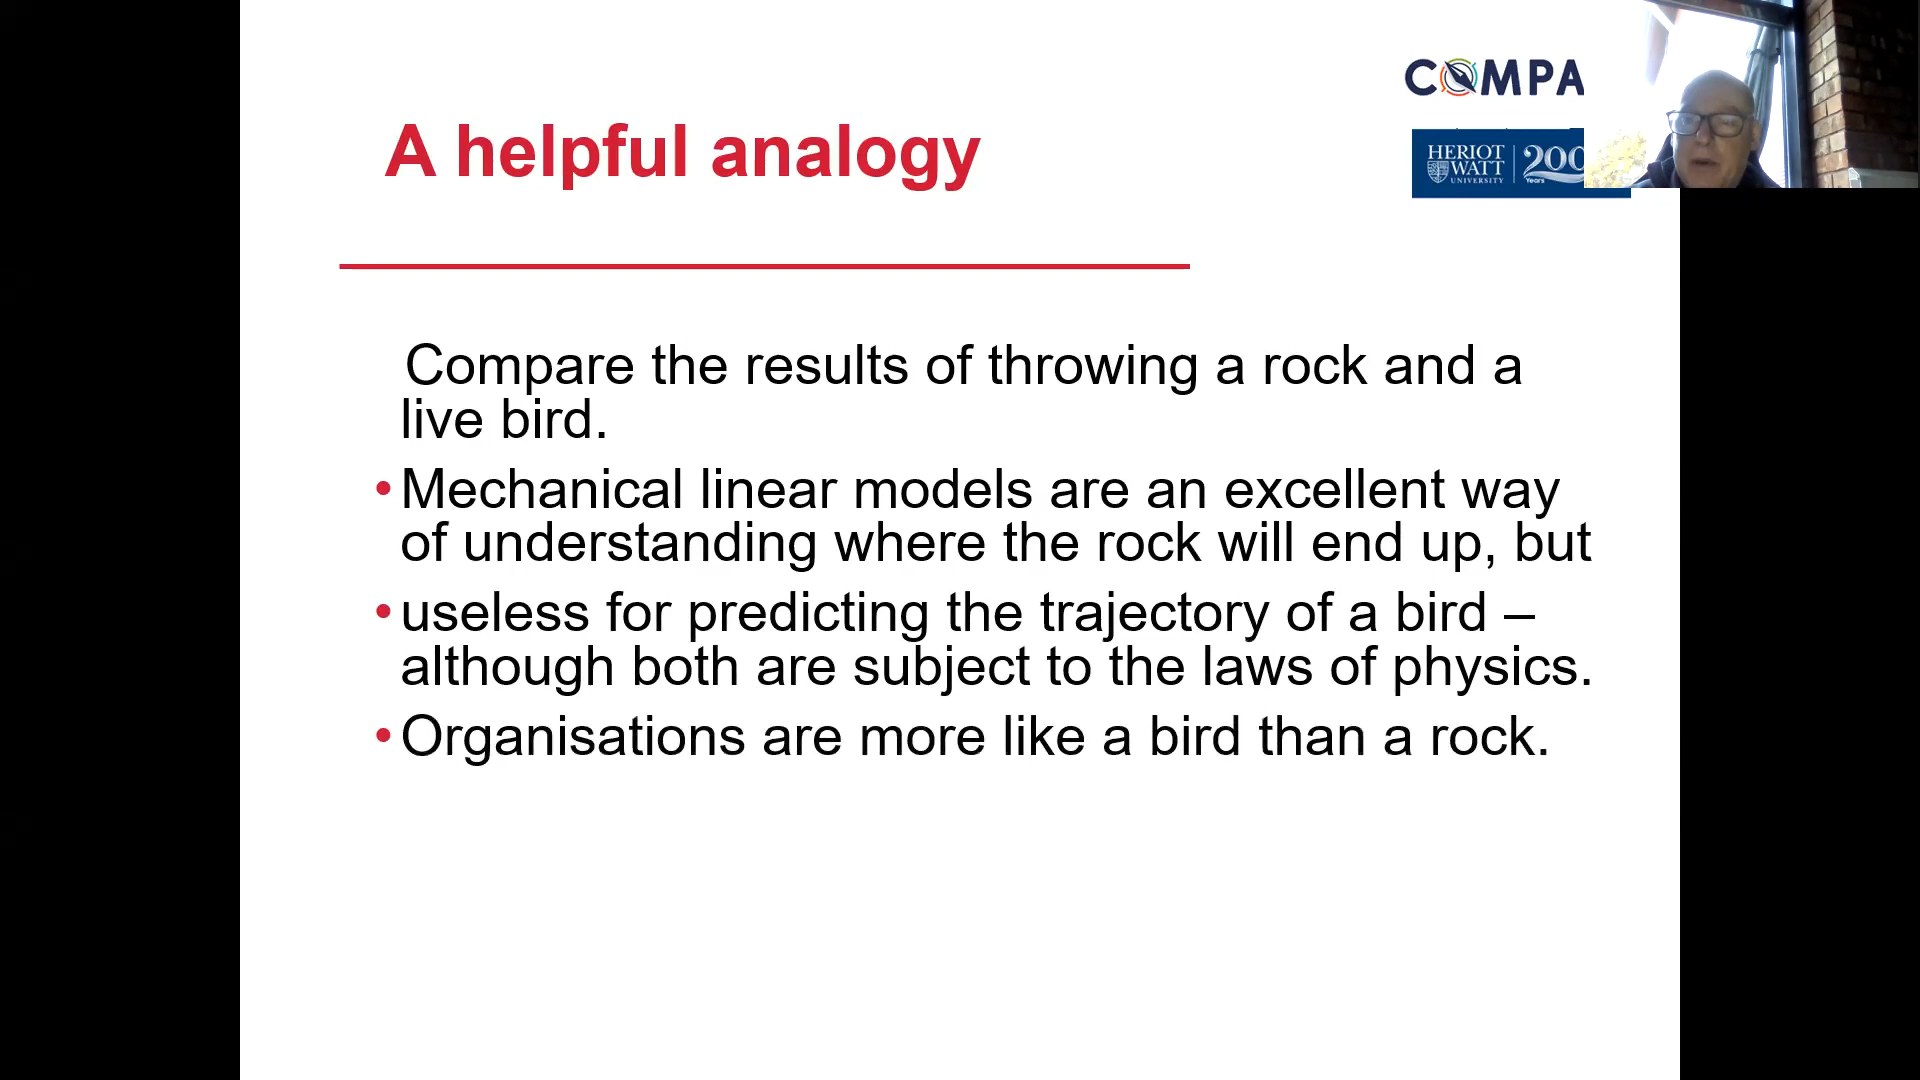 A helpful analogy
COMPA
HERIOT
WATT
UNIVERSITY
200
Years
Compare the results of throwing a rock and a
live bird.
•Mechanical linear models are an excellent way
of understanding where the rock will end up, but
•useless for predicting the trajectory of a bird –
although both are subject to the laws of physics.
•Organisations are more like a bird than a rock.